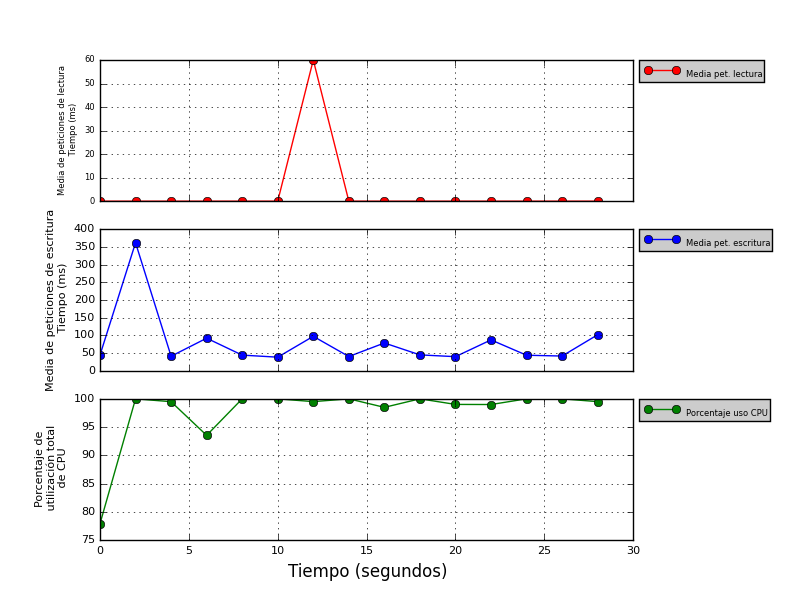 60
50
40
30
20
10
0
Media de peticiones de lectura
Tiempo (ms)
Media pet. lectura
400
350
300
250
200
150
100
50
0
Media de peticiones de escritura
Tiempo (ms)
Media pet. escritura
100
95
90
85
80
75
Porcentaje de
utilización total
de CPU
Porcentaje uso CPU
0 5 10 15 20 25 30
Tiempo (segundos)